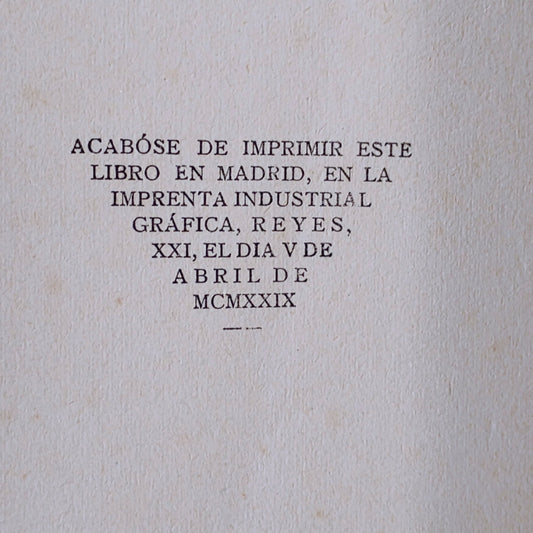 ACABÓSE DE IMPRIMIR ESTE
LIBRO EN MADRID, EN LA
IMPRENTA INDUSTRIAL
GRÁFICA, REYES,
XXI, EL DIA V DE
ABRIL DE
MCMXXIX